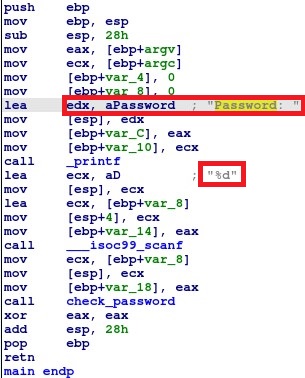 push ebp
mov ebp, esp
sub esp, 28h
mov eax, [ebp+argv]
mov ecx, [ebp+argc]
mov [ebp+var_4], 0
mov [ebp+var_8], 0
lea edx, aPassword ; "Password: "
mov [esp], edx
mov [ebp+var_C], eax
mov [ebp+var_10], ecx
call _printf
lea ecx, aD ; "%d"
mov [esp], ecx
lea ecx, [ebp+var_8]
mov [esp+4], ecx
mov [ebp+var_14], eax
call ___isoc99_scanf
mov ecx, [ebp+var_8]
mov [esp], ecx
mov [ebp+var_18], eax
call check_password
xor eax, eax
add esp, 28h
pop ebp
retn
main endp